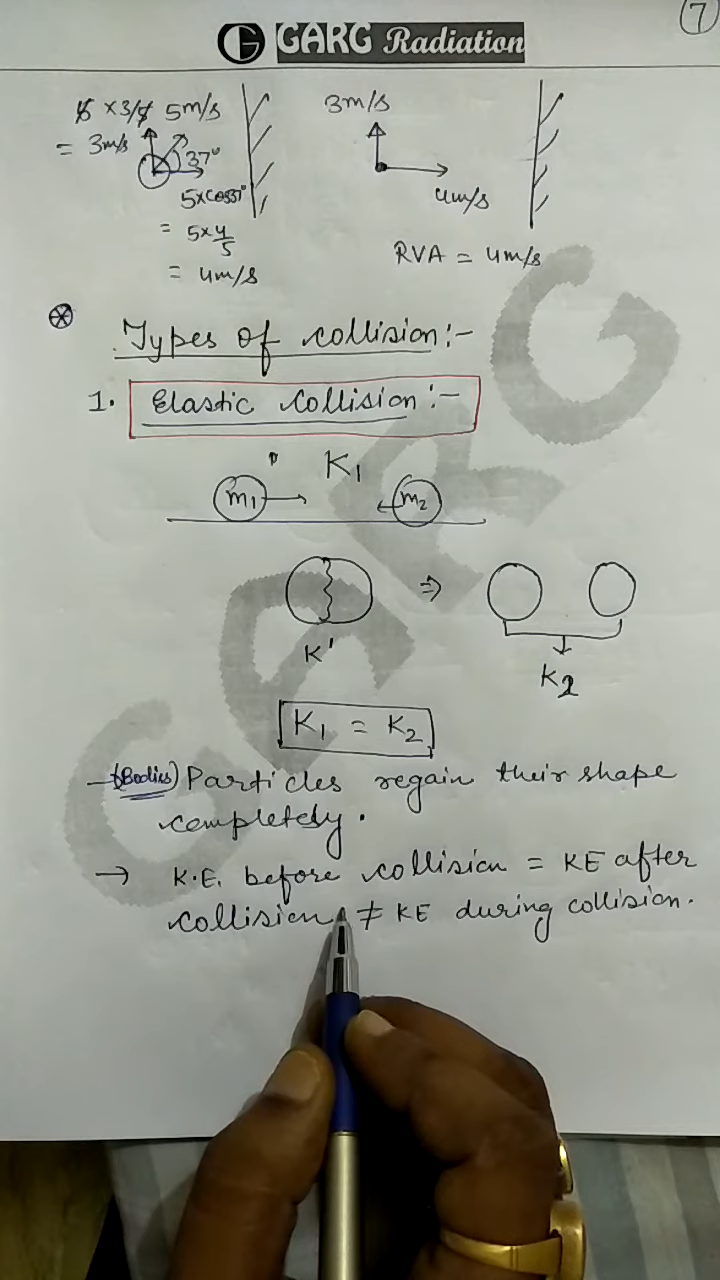 7
G GARG Radiation
5 × 3/5 5m/s
= 3m/s
37°
5×cos37°
= 5×4/5
= 4m/s
3m/s
4m/s
RVA = 4m/s
Types of collision:-
1. Elastic Collision:-
K₁
m₁ m₂
K'
⇒
K₂
K₁ = K₂
(Bodies) Particles regain their shape
completely.
→ K.E. before collision = KE after
collision ≠ KE during collision.
GARG